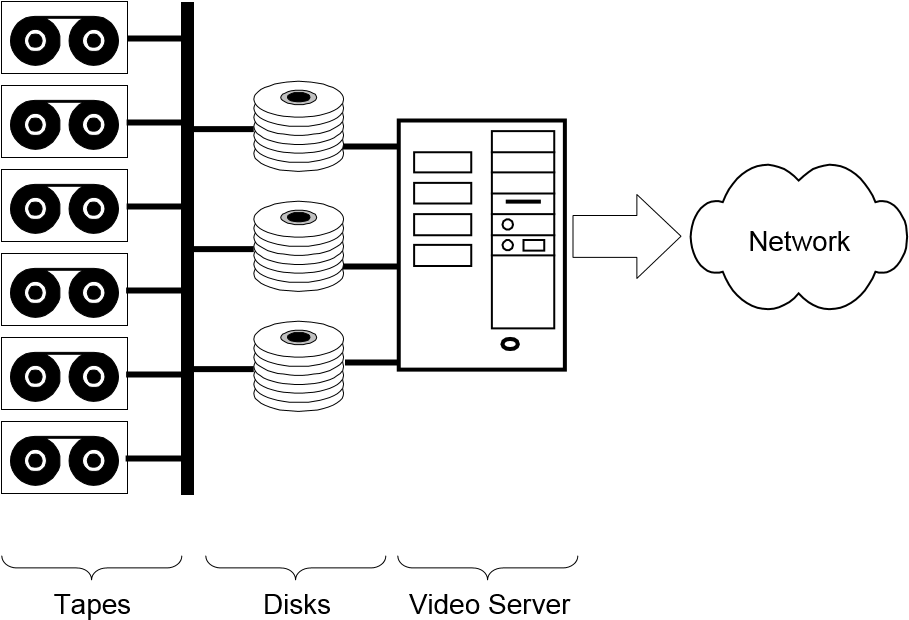 Network
Tapes
Disks
Video Server